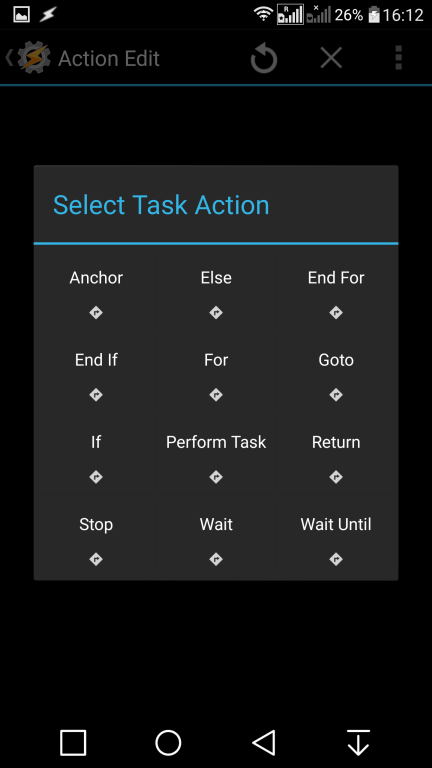 R x 26% 16:12
Action Edit
Select Task Action
Anchor Else End For
End If For Goto
If Perform Task Return
Stop Wait Wait Until